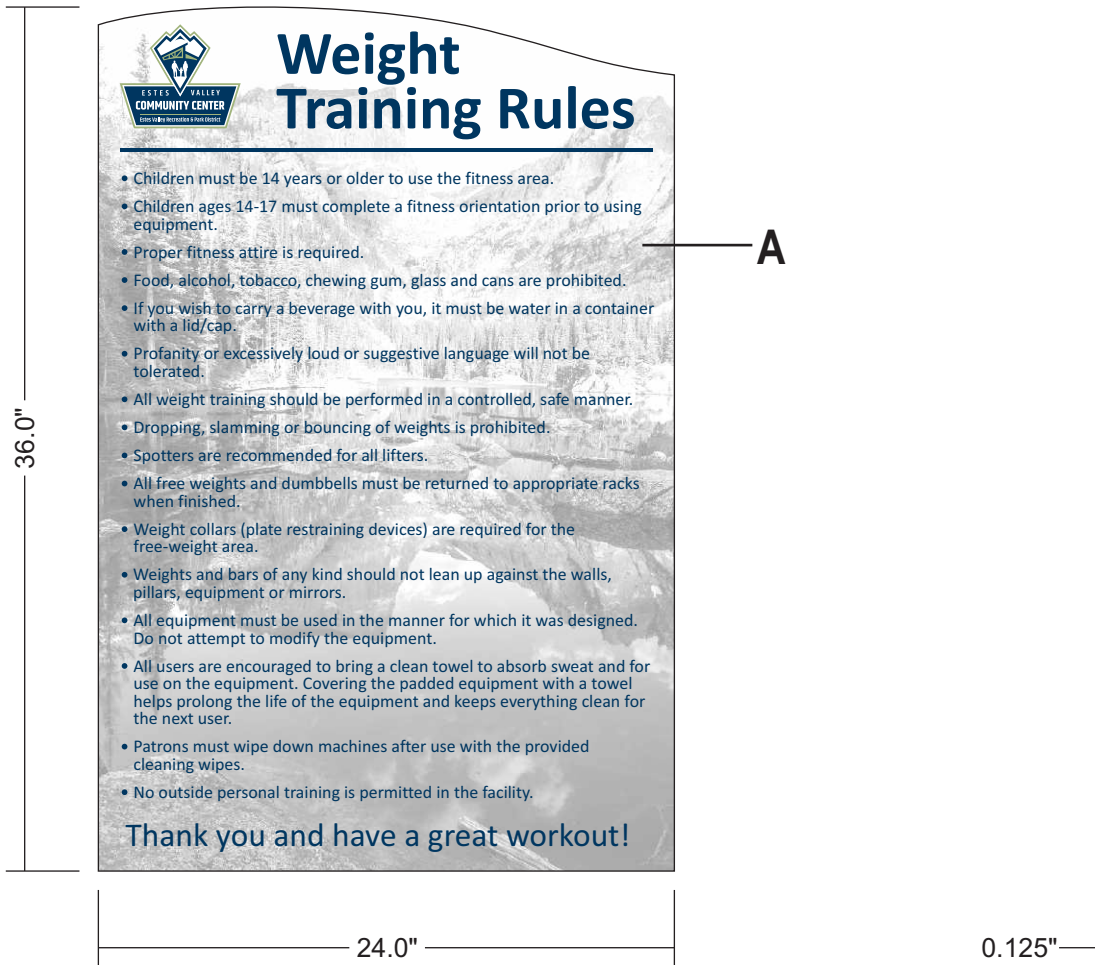 ESTES VALLEY
COMMUNITY CENTER
Estes Valley Recreation & Park District
Weight
Training Rules
• Children must be 14 years or older to use the fitness area.
• Children ages 14-17 must complete a fitness orientation prior to using
equipment.
• Proper fitness attire is required.
• Food, alcohol, tobacco, chewing gum, glass and cans are prohibited.
• If you wish to carry a beverage with you, it must be water in a container
with a lid/cap.
• Profanity or excessively loud or suggestive language will not be
tolerated.
• All weight training should be performed in a controlled, safe manner.
• Dropping, slamming or bouncing of weights is prohibited.
• Spotters are recommended for all lifters.
• All free weights and dumbbells must be returned to appropriate racks
when finished.
• Weight collars (plate restraining devices) are required for the
free-weight area.
• Weights and bars of any kind should not lean up against the walls,
pillars, equipment or mirrors.
• All equipment must be used in the manner for which it was designed.
Do not attempt to modify the equipment.
• All users are encouraged to bring a clean towel to absorb sweat and for
use on the equipment. Covering the padded equipment with a towel
helps prolong the life of the equipment and keeps everything clean for
the next user.
• Patrons must wipe down machines after use with the provided
cleaning wipes.
• No outside personal training is permitted in the facility.
Thank you and have a great workout!
A
36.0"
24.0"
0.125"